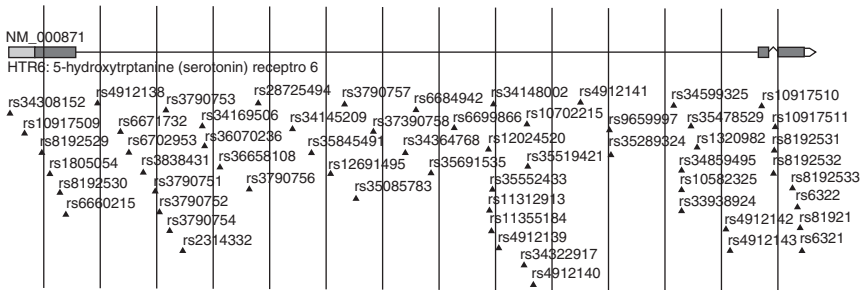 NM_000871
HTR6: 5-hydroxytrptanine (serotonin) receptro 6
rs34308152
rs4912138
rs3790753
rs28725494
rs3790757
rs6684942
rs34148002
rs4912141
rs34599325
rs10917510
rs10917509
rs6671732
rs34169506
rs34145209
rs37390758
rs6699866
rs10702215
rs9659997
rs35478529
rs10917511
rs8192529
rs6702953
rs36070236
rs35845491
rs34364768
rs12024520
rs35289324
rs1320982
rs8192531
rs1805054
rs3838431
rs36658108
rs12691495
rs35691535
rs35519421
rs34859495
rs8192532
rs8192530
rs3790751
rs3790756
rs35085783
rs35552433
rs10582325
rs8192533
rs6660215
rs3790752
rs11312913
rs33938924
rs6322
rs3790754
rs11355184
rs4912142
rs81921
rs2314332
rs4912139
rs4912143
rs6321
rs34322917
rs4912140